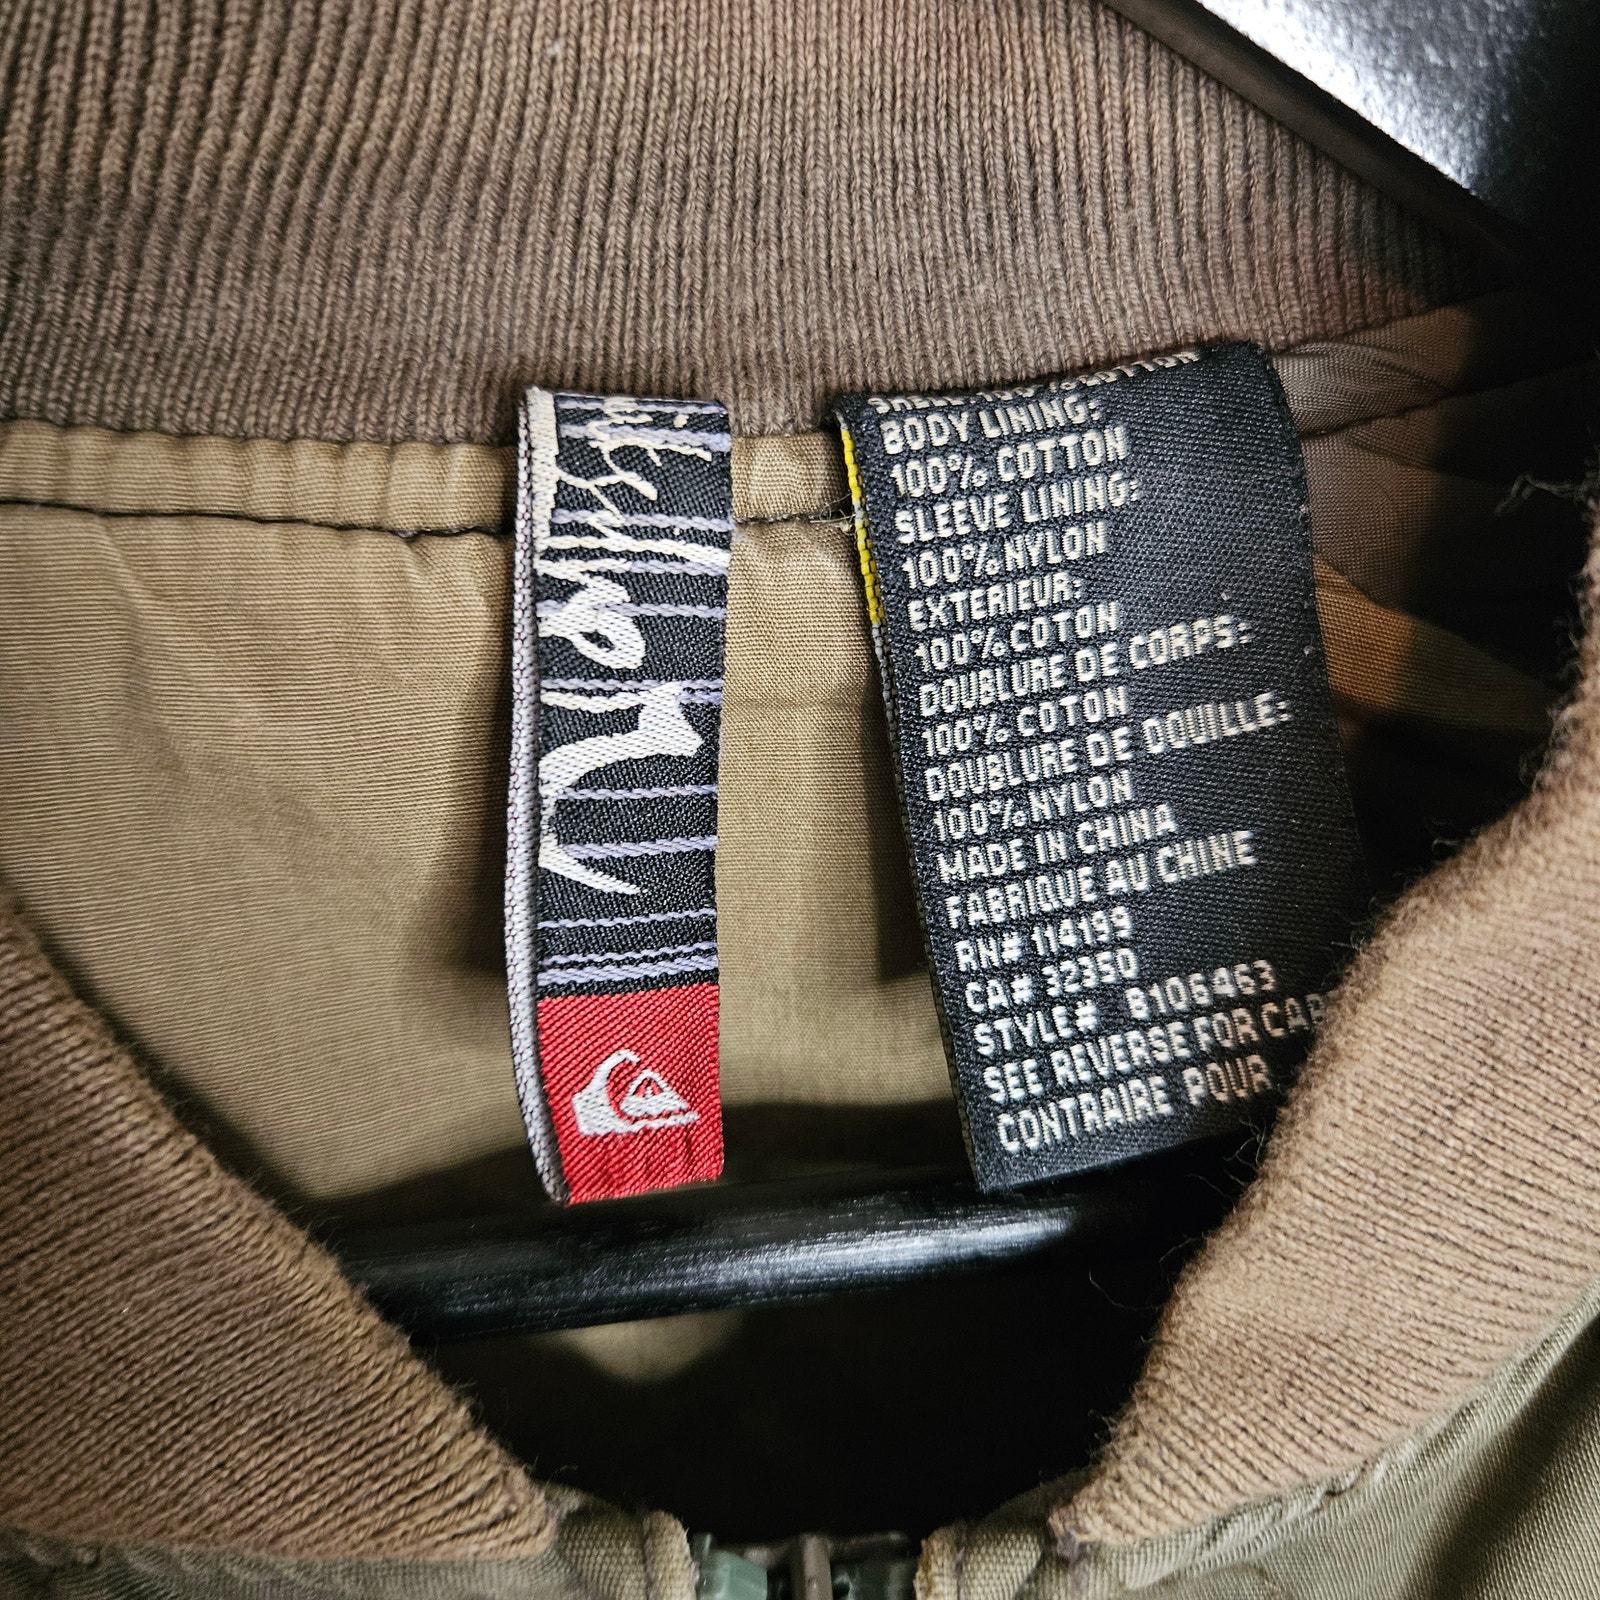 BODY LINING:
100% COTTON
SLEEVE LINING:
100% NYLON
EXTERIEUR:
100% COTON
DOUBLURE DE CORPS:
100% COTON
DOUBLURE DE DOUILLE:
100% NYLON
MADE IN CHINA
FABRIQUE AU CHINE
RN# 114199
CA# 32350
STYLE# 8106463
SEE REVERSE FOR
CONTRAIRE POUR